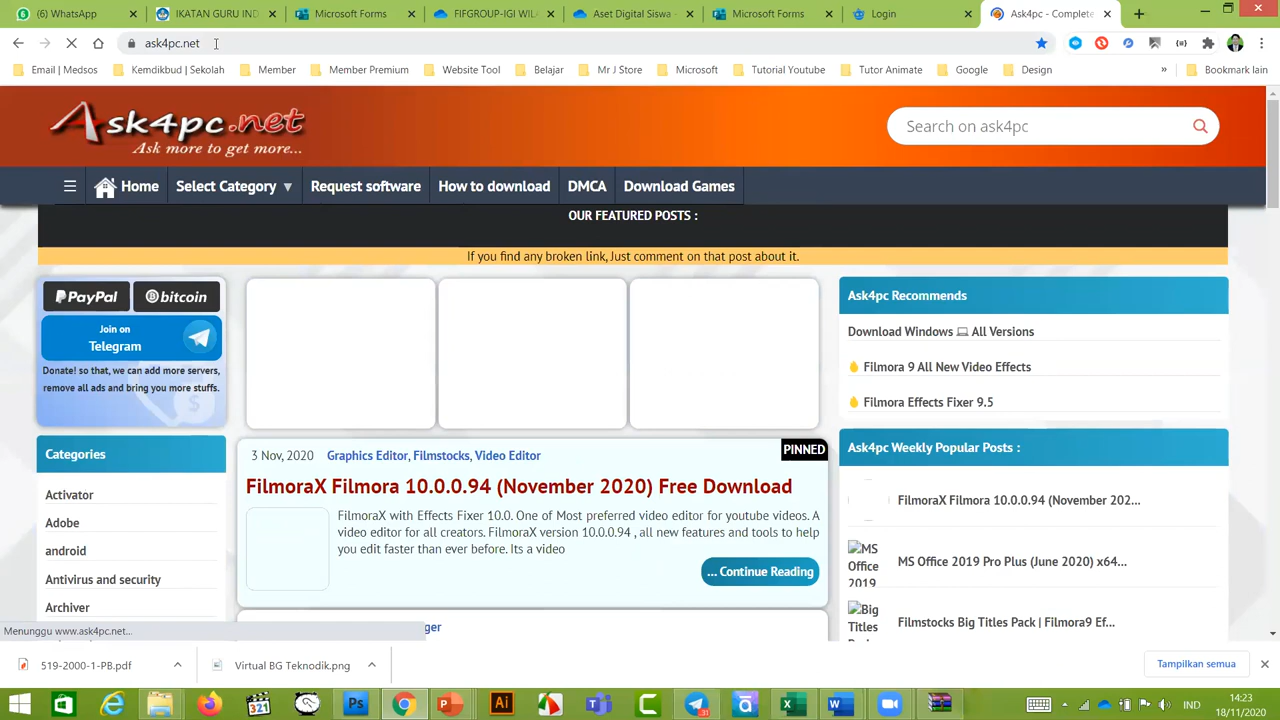 (6) WhatsApp
IKATAN GURU IND
Microsoft Forms
FIFGROUP-IGI WILA
Aset Digital Siswa -
Microsoft Forms
Login
Ask4pc - Complete
ask4pc.net
Email | Medsos
Kemdikbud | Sekolah
Member
Member Premium
Website Tool
Belajar
Mr J Store
Microsoft
Tutorial Youtube
Tutor Animate
Google
Design
»
Bookmark lain
Ask4pc.net
Ask more to get more...
Search on ask4pc
Home
Select Category ▼
Request software
How to download
DMCA
Download Games
OUR FEATURED POSTS :
If you find any broken link, Just comment on that post about it.
PayPal
bitcoin
Join on
Telegram
Donate! so that, we can add more servers,
remove all ads and bring you more stuffs.
Categories
Activator
Adobe
android
Antivirus and security
Archiver
PINNED
3 Nov, 2020 Graphics Editor, Filmstocks, Video Editor
FilmoraX Filmora 10.0.0.94 (November 2020) Free Download
FilmoraX with Effects Fixer 10.0. One of Most preferred video editor for youtube videos. A
video editor for all creators. FilmoraX version 10.0.0.94 , all new features and tools to help
you edit faster than ever before. Its a video
... Continue Reading
ger
Ask4pc Recommends
Download Windows 💻 All Versions
Filmora 9 All New Video Effects
Filmora Effects Fixer 9.5
Ask4pc Weekly Popular Posts :
FilmoraX Filmora 10.0.0.94 (November 202...
MS
Office
2019
MS Office 2019 Pro Plus (June 2020) x64...
Big
Titles
Filmstocks Big Titles Pack | Filmora9 Ef...
Menunggu www.ask4pc.net...
519-2000-1-PB.pdf
Virtual BG Teknodik.png
Tampilkan semua
321
Ps
Ai
31
IND
14:23
18/11/2020